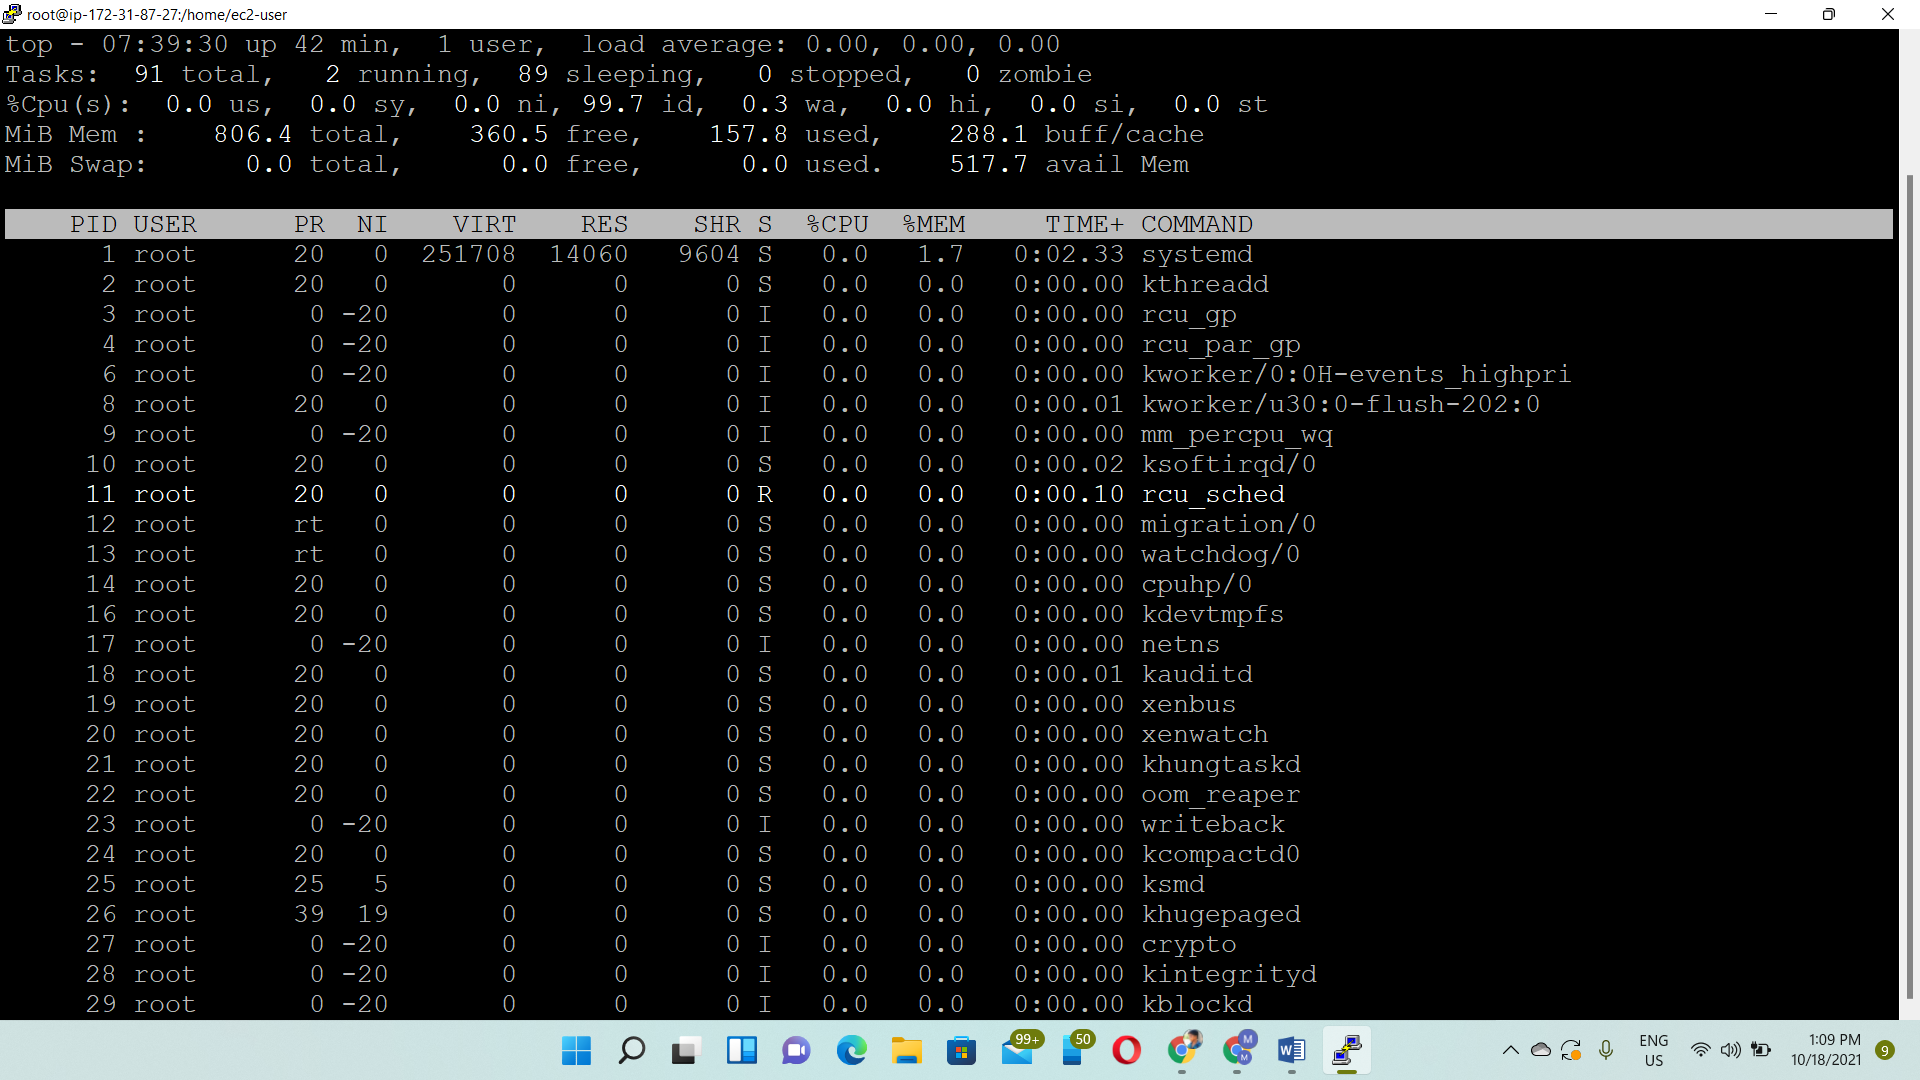 root@ip-172-31-87-27:/home/ec2-user
top - 07:39:30 up 42 min,  1 user,  load average: 0.00, 0.00, 0.00
Tasks:  91 total,   2 running,  89 sleeping,   0 stopped,   0 zombie
%Cpu(s):  0.0 us,  0.0 sy,  0.0 ni, 99.7 id,  0.3 wa,  0.0 hi,  0.0 si,  0.0 st
MiB Mem :    806.4 total,    360.5 free,    157.8 used,    288.1 buff/cache
MiB Swap:      0.0 total,      0.0 free,      0.0 used.    517.7 avail Mem
PID USER      PR  NI    VIRT    RES    SHR S  %CPU  %MEM     TIME+ COMMAND
1 root      20   0  251708  14060   9604 S   0.0   1.7   0:02.33 systemd
2 root      20   0       0      0      0 S   0.0   0.0   0:00.00 kthreadd
3 root       0 -20       0      0      0 I   0.0   0.0   0:00.00 rcu_gp
4 root       0 -20       0      0      0 I   0.0   0.0   0:00.00 rcu_par_gp
6 root       0 -20       0      0      0 I   0.0   0.0   0:00.00 kworker/0:0H-events_highpri
8 root      20   0       0      0      0 I   0.0   0.0   0:00.01 kworker/u30:0-flush-202:0
9 root       0 -20       0      0      0 I   0.0   0.0   0:00.00 mm_percpu_wq
10 root      20   0       0      0      0 S   0.0   0.0   0:00.02 ksoftirqd/0
11 root      20   0       0      0      0 R   0.0   0.0   0:00.10 rcu_sched
12 root      rt   0       0      0      0 S   0.0   0.0   0:00.00 migration/0
13 root      rt   0       0      0      0 S   0.0   0.0   0:00.00 watchdog/0
14 root      20   0       0      0      0 S   0.0   0.0   0:00.00 cpuhp/0
16 root      20   0       0      0      0 S   0.0   0.0   0:00.00 kdevtmpfs
17 root       0 -20       0      0      0 I   0.0   0.0   0:00.00 netns
18 root      20   0       0      0      0 S   0.0   0.0   0:00.01 kauditd
19 root      20   0       0      0      0 S   0.0   0.0   0:00.00 xenbus
20 root      20   0       0      0      0 S   0.0   0.0   0:00.00 xenwatch
21 root      20   0       0      0      0 S   0.0   0.0   0:00.00 khungtaskd
22 root      20   0       0      0      0 S   0.0   0.0   0:00.00 oom_reaper
23 root       0 -20       0      0      0 I   0.0   0.0   0:00.00 writeback
24 root      20   0       0      0      0 S   0.0   0.0   0:00.00 kcompactd0
25 root      25   5       0      0      0 S   0.0   0.0   0:00.00 ksmd
26 root      39  19       0      0      0 S   0.0   0.0   0:00.00 khugepaged
27 root       0 -20       0      0      0 I   0.0   0.0   0:00.00 crypto
28 root       0 -20       0      0      0 I   0.0   0.0   0:00.00 kintegrityd
29 root       0 -20       0      0      0 I   0.0   0.0   0:00.00 kblockd
99+ 50 M M W ENG 1:09 PM 9
US 10/18/2021